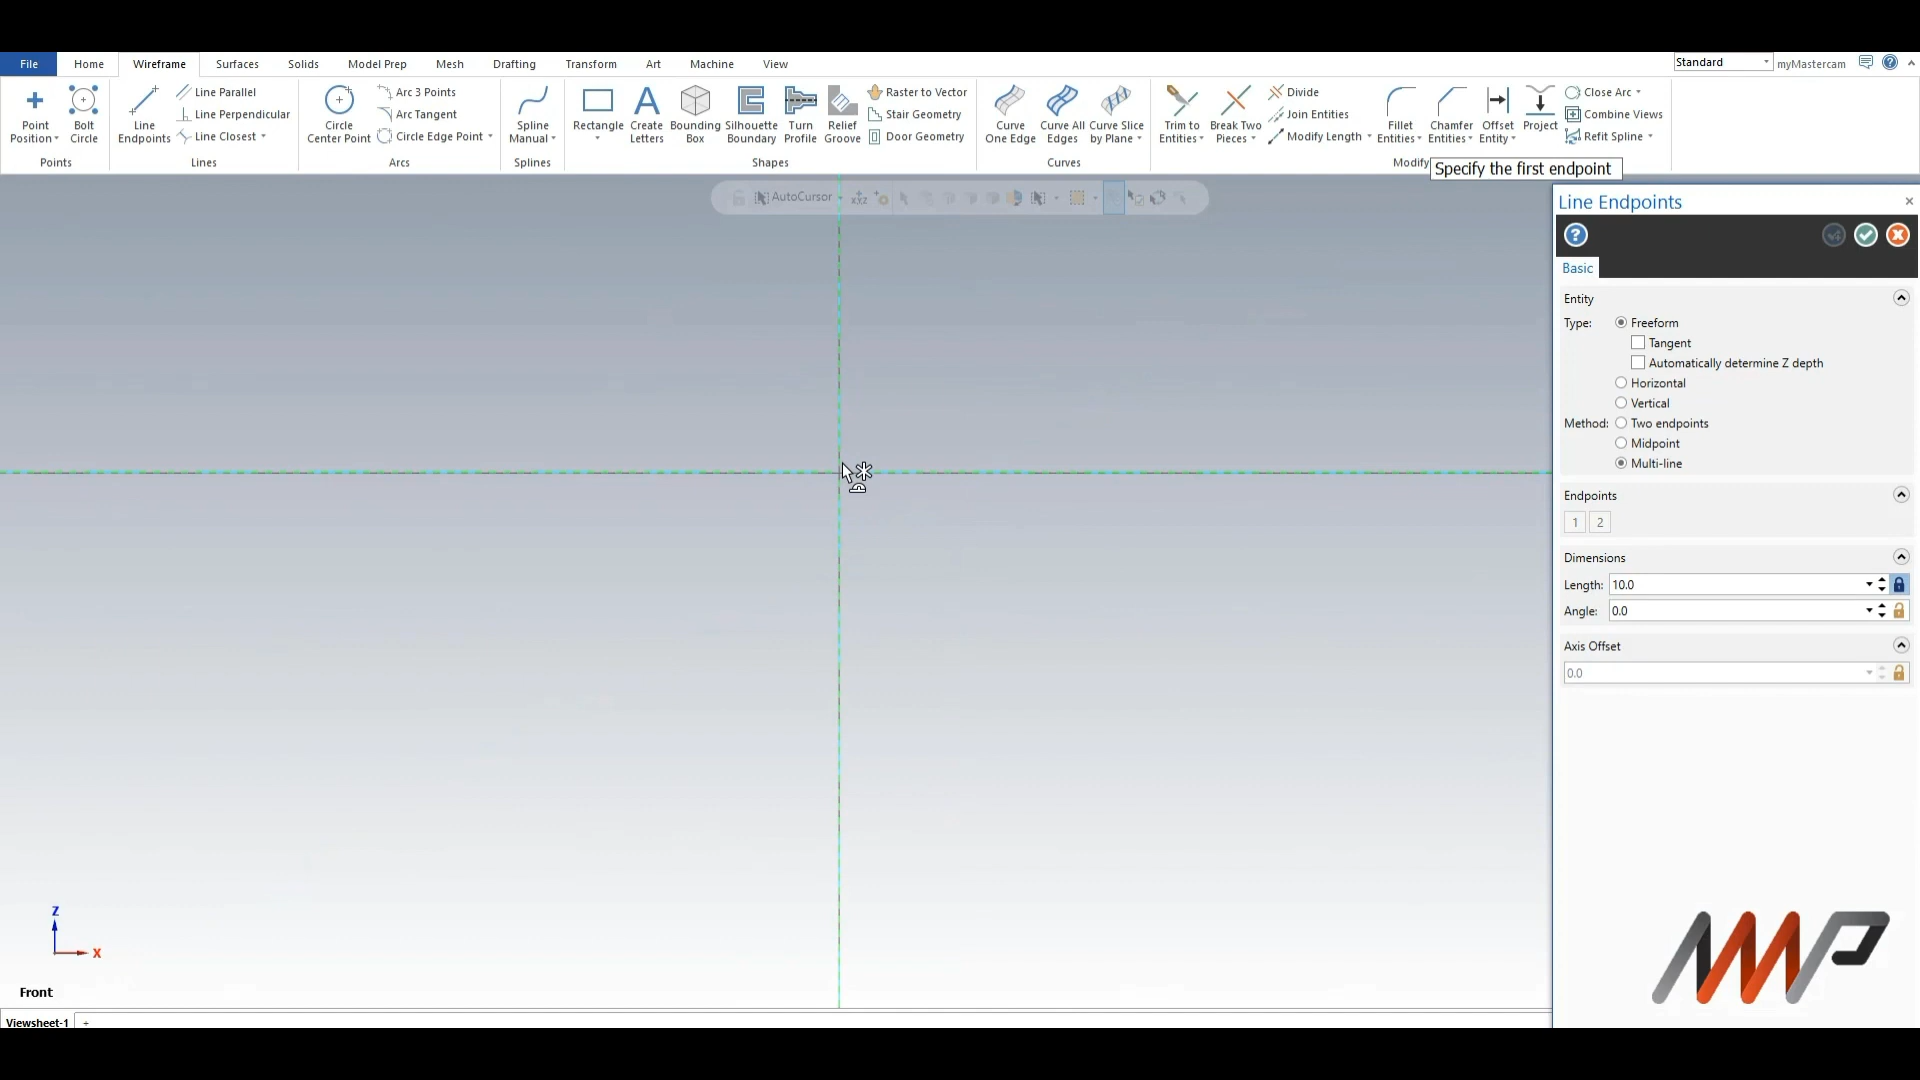 File Home Wireframe Surfaces Solids Model Prep Mesh Drafting Transform Art Machine View Standard myMastercam
Point Position
Bolt Circle
Points
Line Endpoints
Line Parallel
Line Perpendicular
Line Closest
Lines
Circle Center Point
Arc 3 Points
Arc Tangent
Circle Edge Point
Arcs
Spline Manual
Splines
Rectangle
Create Letters
Bounding Box
Silhouette Boundary
Turn Profile
Relief Groove
Raster to Vector
Stair Geometry
Door Geometry
Shapes
Curve One Edge
Curve All Edges
Curve Slice by Plane
Curves
Trim to Entities
Break Two Pieces
Divide
Join Entities
Modify Length
Fillet Entities
Chamfer Entities
Offset Entity
Project
Close Arc
Combine Views
Refit Spline
Modify
Specify the first endpoint
AutoCursor
XYZ
Line Endpoints
Basic
Entity
Type: Freeform
Tangent
Automatically determine Z depth
Horizontal
Vertical
Method: Two endpoints
Midpoint
Multi-line
Endpoints
1 2
Dimensions
Length: 10.0
Angle: 0.0
Axis Offset
0.0
Z
X
Front
Viewsheet-1 +
NMP